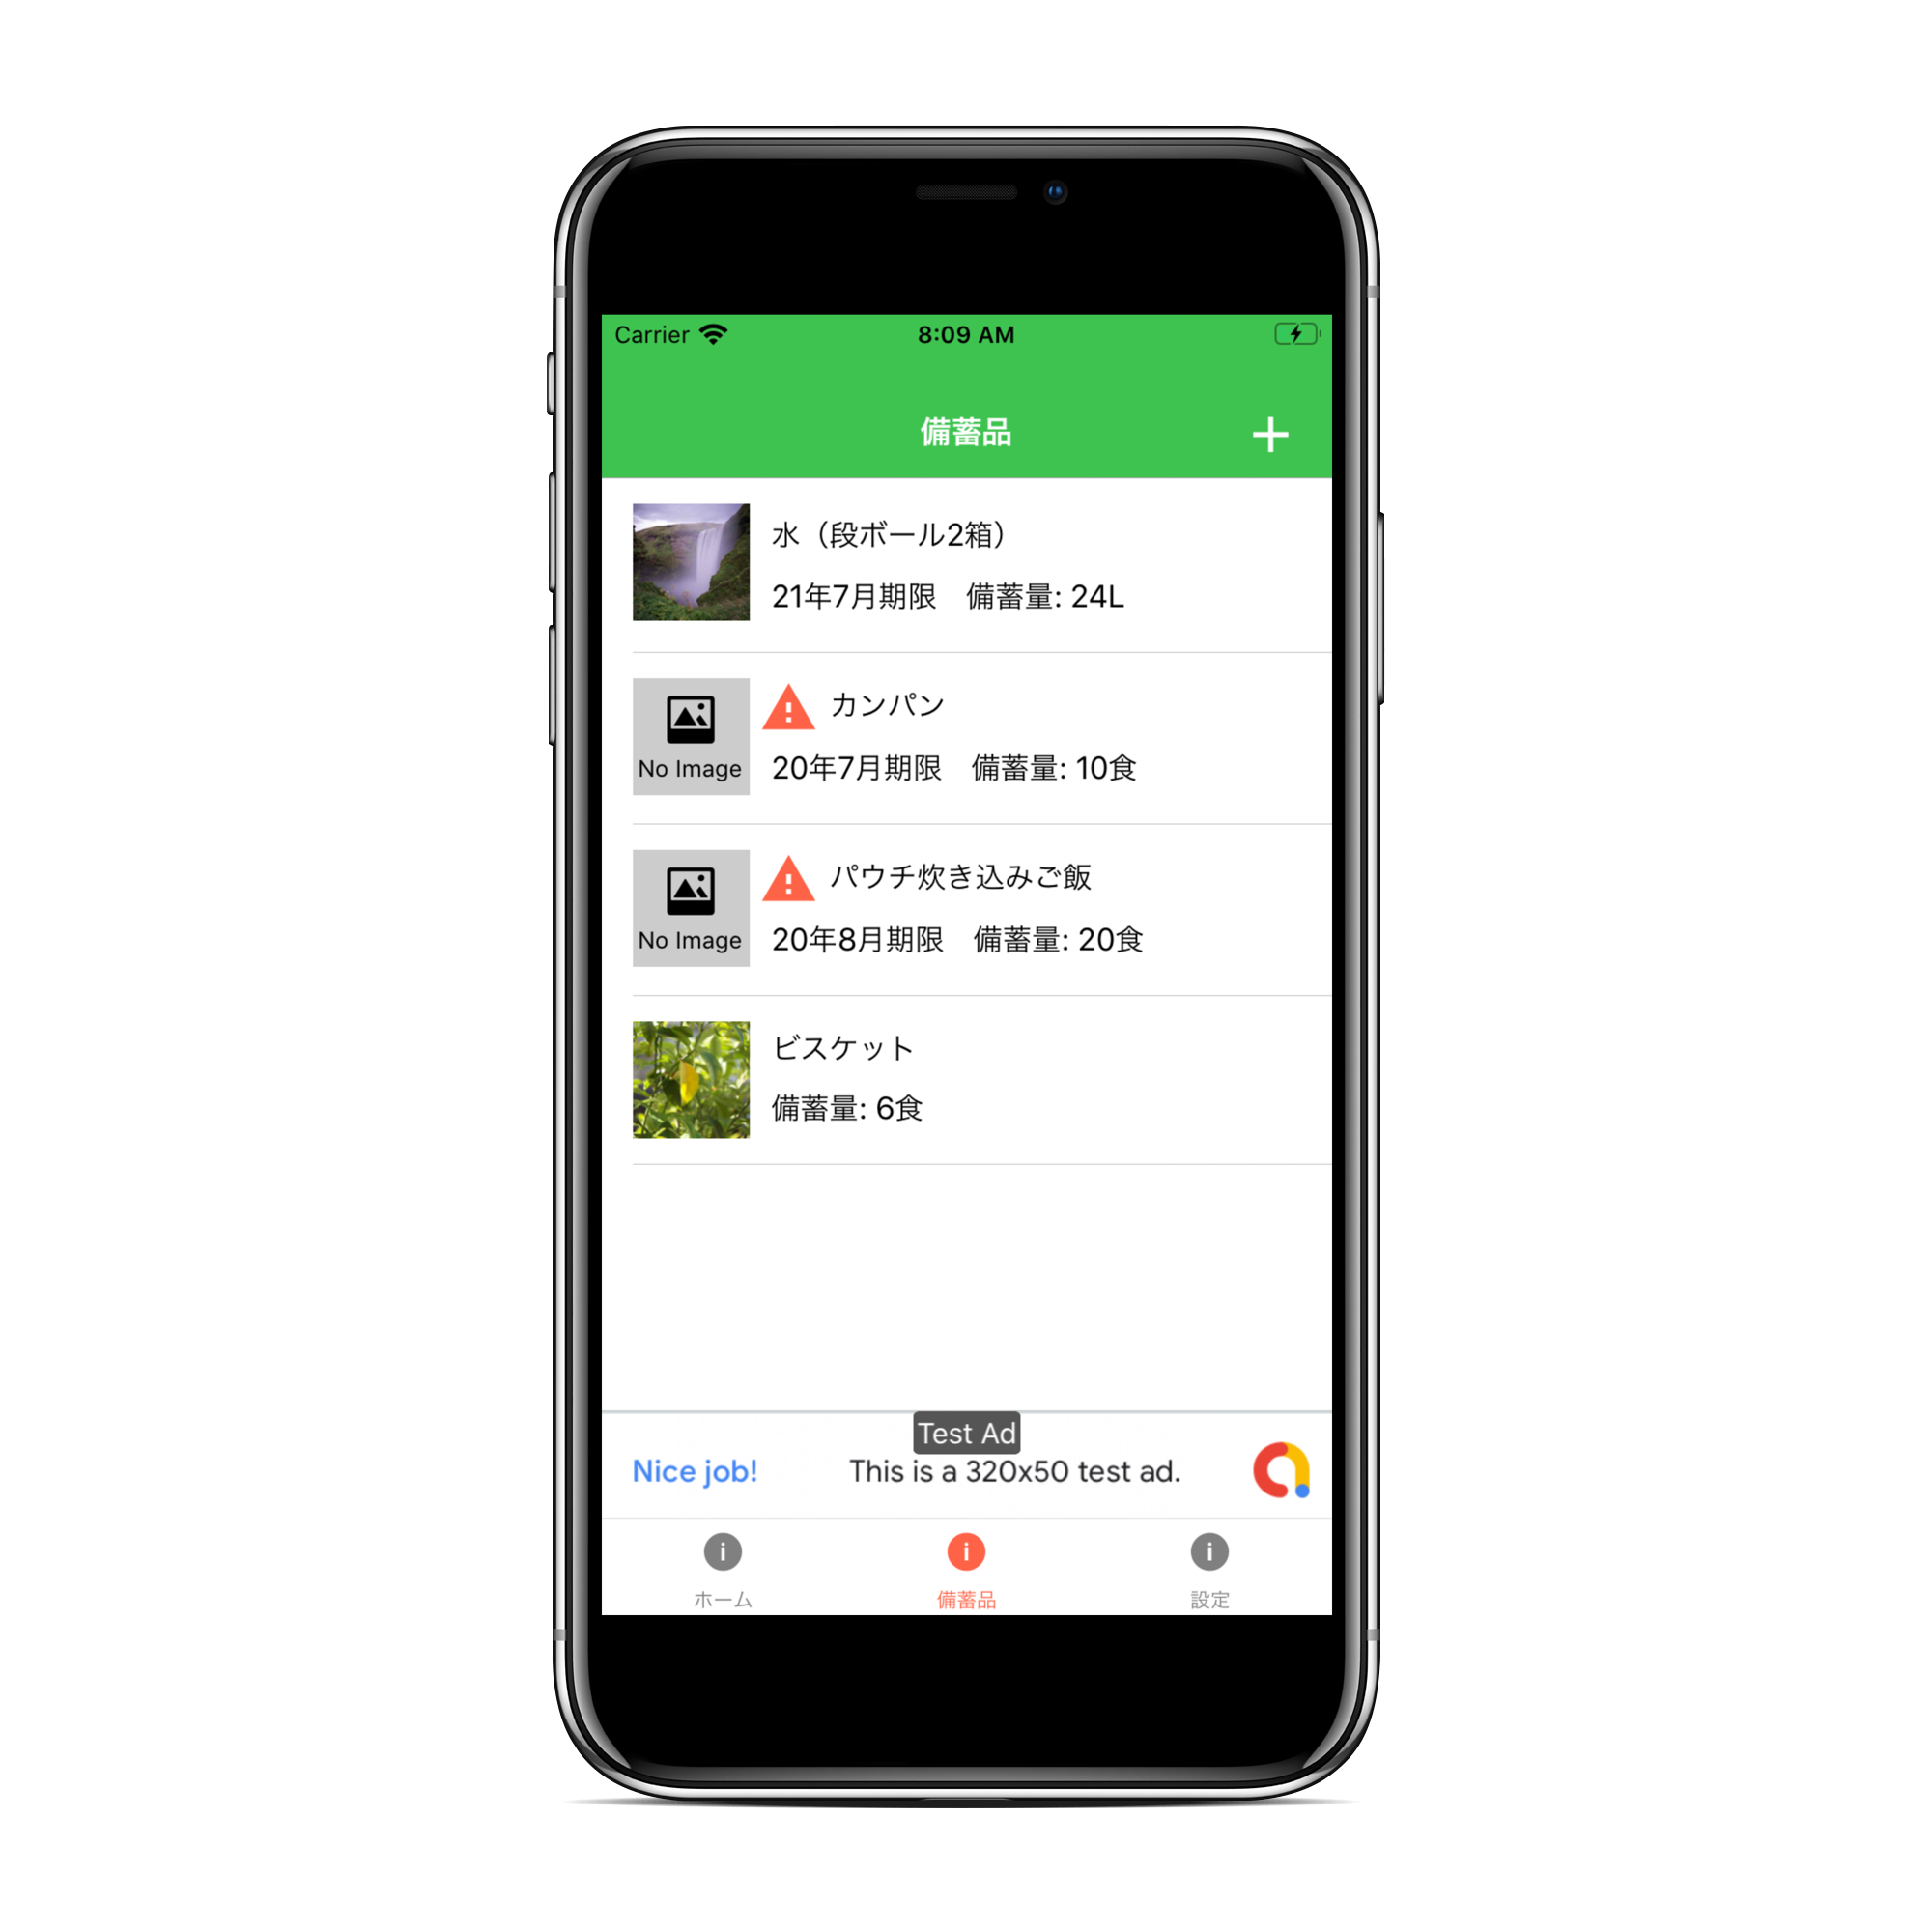 Carrier
8:09 AM
備蓄品
水（段ボール2箱）
21年7月期限　備蓄量: 24L
カンパン
No Image
20年7月期限　備蓄量: 10食
パウチ炊き込みご飯
No Image
20年8月期限　備蓄量: 20食
ビスケット
備蓄量: 6食
Test Ad
Nice job!
This is a 320x50 test ad.
ホーム
備蓄品
設定